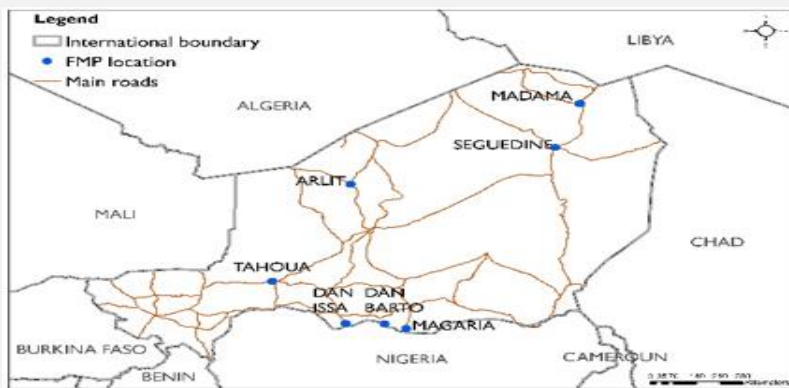 Legend
International boundary
FMP location
Main roads
LIBYA
ALGERIA
MADAMA
SEGUEDINE
ARLIT
MALI
CHAD
TAHOUA
DAN DAN
ISSA BARTO
MAGARIA
BURKINA FASO
NIGERIA
CAMEROUN
BENIN